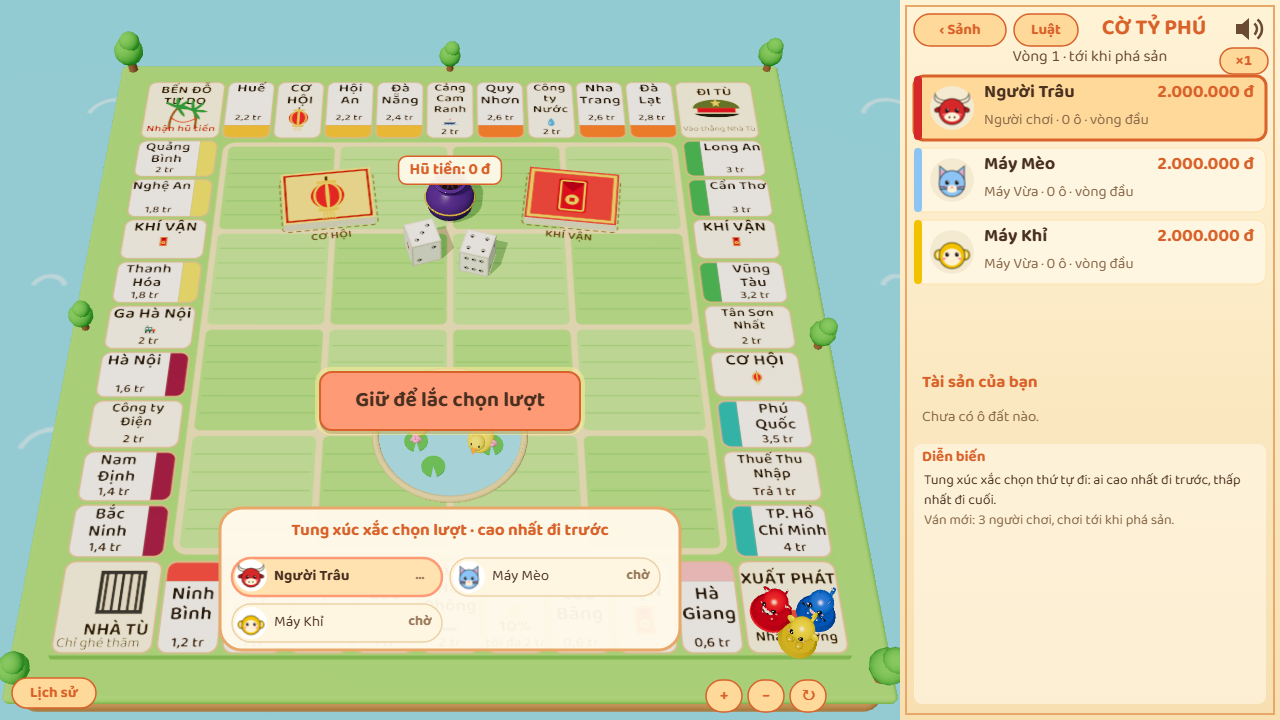 ‹ Sảnh
Luật
CỜ TỶ PHÚ
Vòng 1 · tới khi phá sản
×1
Người Trâu
2.000.000 đ
Người chơi · 0 ô · vòng đầu
Máy Mèo
2.000.000 đ
Máy Vừa · 0 ô · vòng đầu
Máy Khỉ
2.000.000 đ
Máy Vừa · 0 ô · vòng đầu
Tài sản của bạn
Chưa có ô đất nào.
Diễn biến
Tung xúc xắc chọn thứ tự đi: ai cao nhất đi trước, thấp
nhất đi cuối.
Ván mới: 3 người chơi, chơi tới khi phá sản.
BẾN ĐỖ
TỰ DO
Nhận hũ tiền
Huế
2,2 tr
CƠ
HỘI
Hội
An
2,2 tr
Đà
Nẵng
2,4 tr
Cảng
Cam
Ranh
2 tr
Quy
Nhơn
2,6 tr
Công
ty
Nước
2 tr
Nha
Trang
2,6 tr
Đà
Lạt
2,8 tr
ĐI TÙ
Vào thẳng Nhà Tù
Quảng
Bình
2 tr
Nghệ An
1,8 tr
KHÍ VẬN
Thanh
Hóa
1,8 tr
Ga Hà Nội
2 tr
Hà Nội
1,6 tr
Công ty
Điện
2 tr
Nam
Định
1,4 tr
Bắc
Ninh
1,4 tr
NHÀ TÙ
Chỉ ghé thăm
Long An
3 tr
Cần Thơ
3 tr
KHÍ VẬN
Vũng
Tàu
3,2 tr
Tân Sơn
Nhất
2 tr
CƠ HỘI
Phú
Quốc
3,5 tr
Thuế Thu
Nhập
Trả 1 tr
TP. Hồ
Chí Minh
4 tr
XUẤT PHÁT
Hũ tiền: 0 đ
CƠ HỘI
KHÍ VẬN
Giữ để lắc chọn lượt
Tung xúc xắc chọn lượt · cao nhất đi trước
Người Trâu
...
Máy Mèo
chờ
Máy Khỉ
chờ
Ninh
Bình
1,2 tr
Hà
Giang
0,6 tr
Lịch sử
+
−
↻